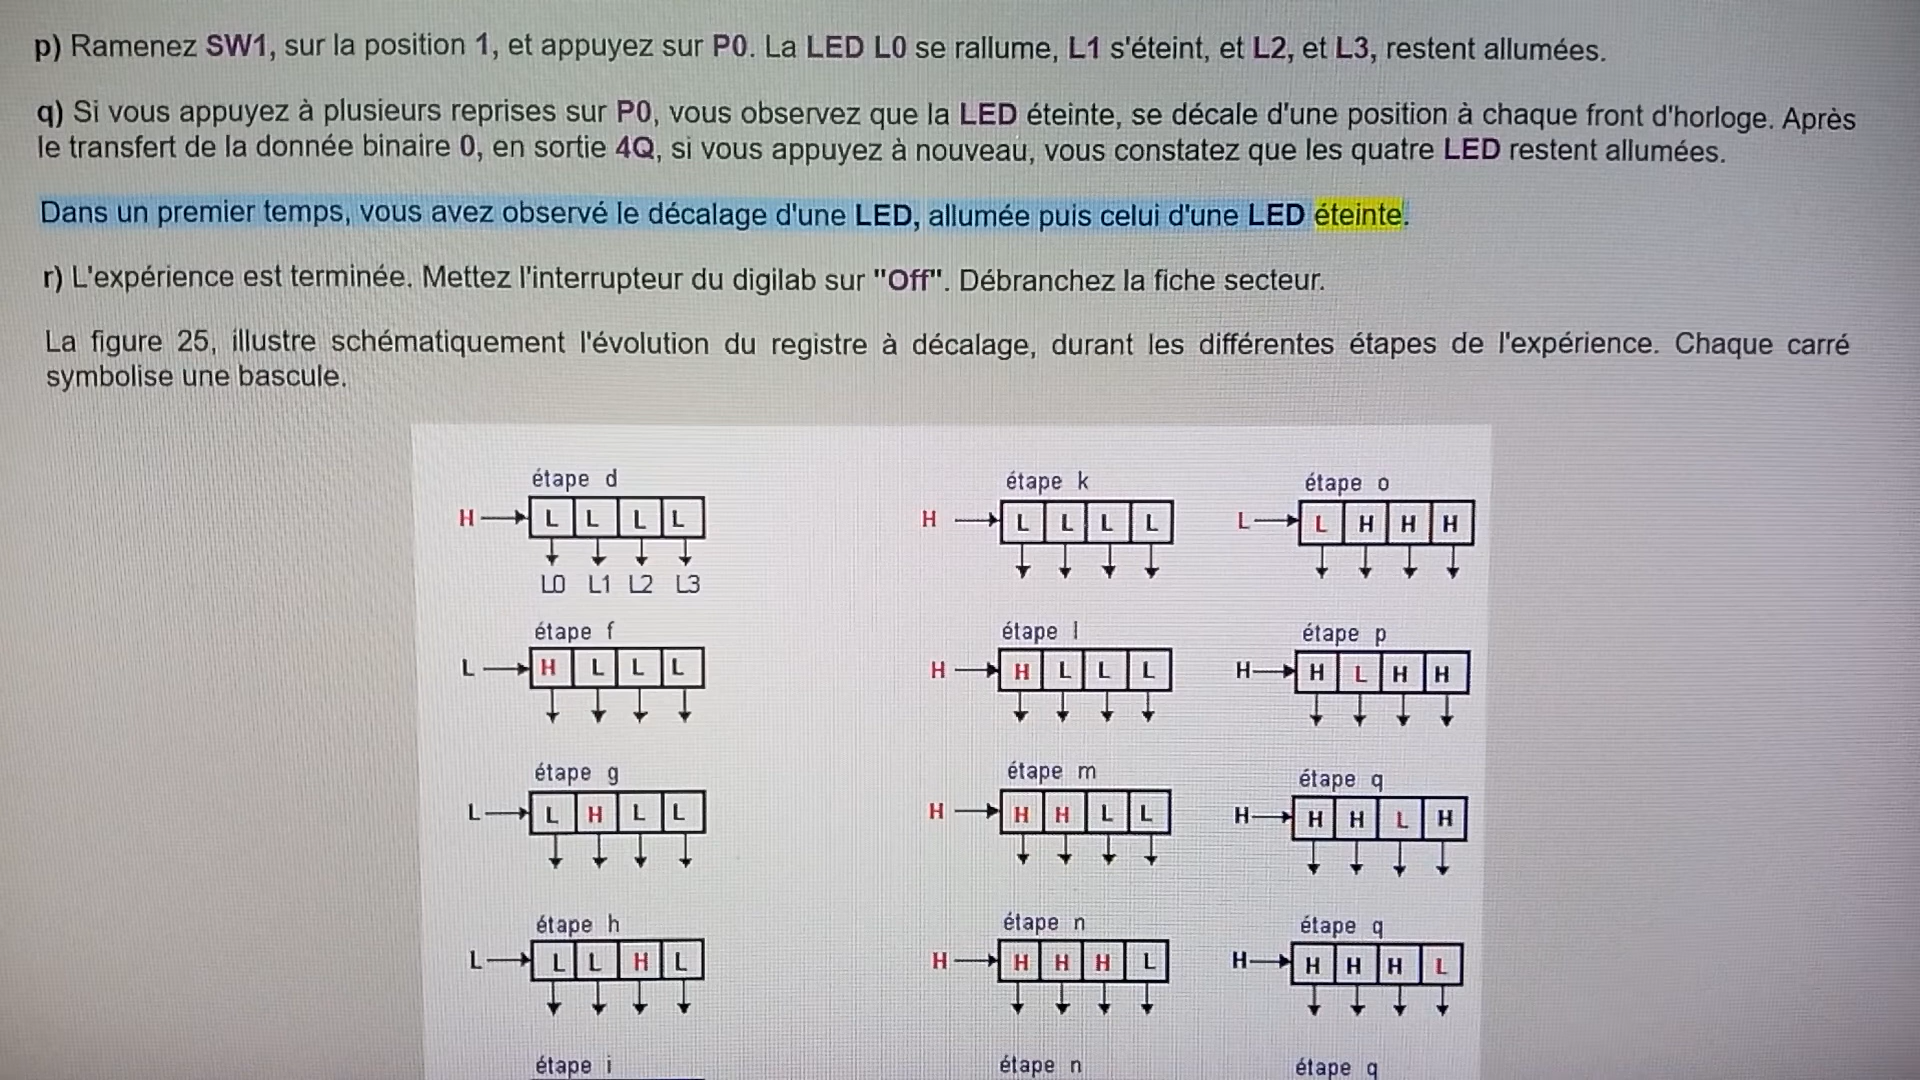 p) Ramenez SW1, sur la position 1, et appuyez sur P0. La LED L0 se rallume, L1 s'éteint, et L2, et L3, restent allumées.
q) Si vous appuyez à plusieurs reprises sur P0, vous observez que la LED éteinte, se décale d'une position à chaque front d'horloge. Après
le transfert de la donnée binaire 0, en sortie 4Q, si vous appuyez à nouveau, vous constatez que les quatre LED restent allumées.
Dans un premier temps, vous avez observé le décalage d'une LED, allumée puis celui d'une LED éteinte.
r) L'expérience est terminée. Mettez l'interrupteur du digilab sur "Off". Débranchez la fiche secteur.
La figure 25, illustre schématiquement l'évolution du registre à décalage, durant les différentes étapes de l'expérience. Chaque carré
symbolise une bascule.
étape d
H L L L L
L0 L1 L2 L3
étape f
L H L L L
étape g
L L H L L
étape h
L L L H L
étape i
étape k
H L L L L
étape l
H H L L L
étape m
H H H L L
étape n
H H H H L
étape n
étape o
L L H H H
étape p
H H L H H
étape q
H H H L H
étape q
H H H H L
étape q